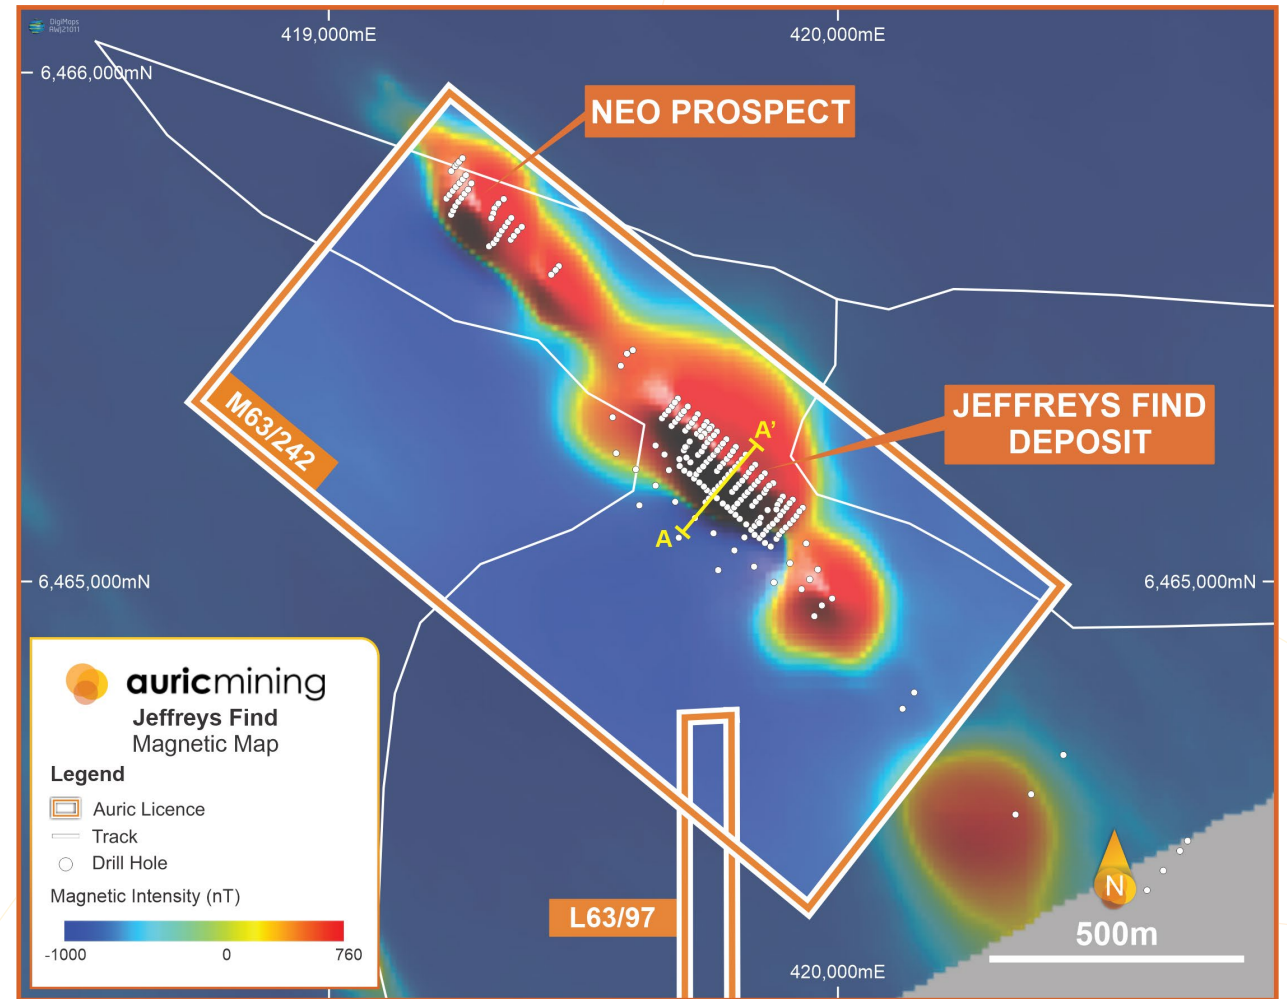 DigiMaps
RWJ21011
419,000mE
420,000mE
6,466,000mN
NEO PROSPECT
JEFFREYS FIND
DEPOSIT
M63/242
A'
A
6,465,000mN
6,465,000mN
auricmining
Jeffreys Find
Magnetic Map
Legend
Auric Licence
Track
Drill Hole
Magnetic Intensity (nT)
-1000 0 760
L63/97
N
500m
420,000mE